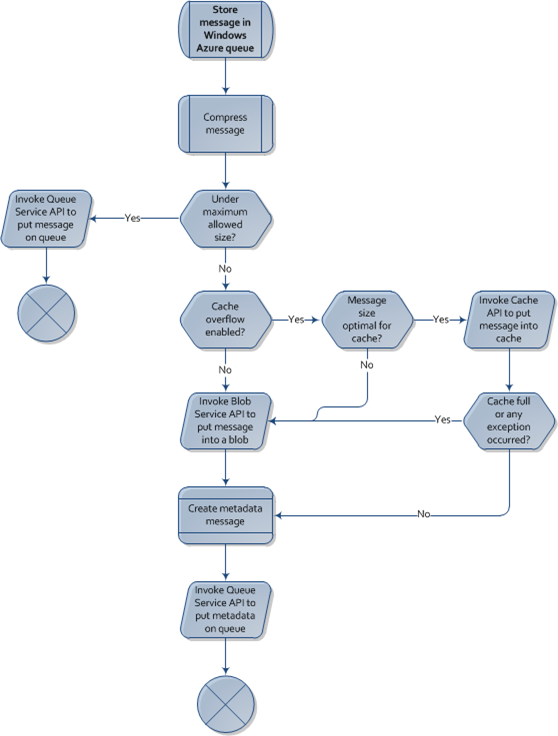 Store
message in
Windows
Azure queue
Compress
message
Under
maximum
allowed
size?
Yes
Invoke Queue
Service API to
put message
on queue
No
Cache
overflow
enabled?
Yes
Message
size
optimal for
cache?
Yes
Invoke Cache
API to put
message into
cache
No
No
Invoke Blob
Service API to
put message
into a blob
Yes
Cache full
or any
exception
occurred?
Create metadata
message
No
Invoke Queue
Service API to
put metadata
on queue